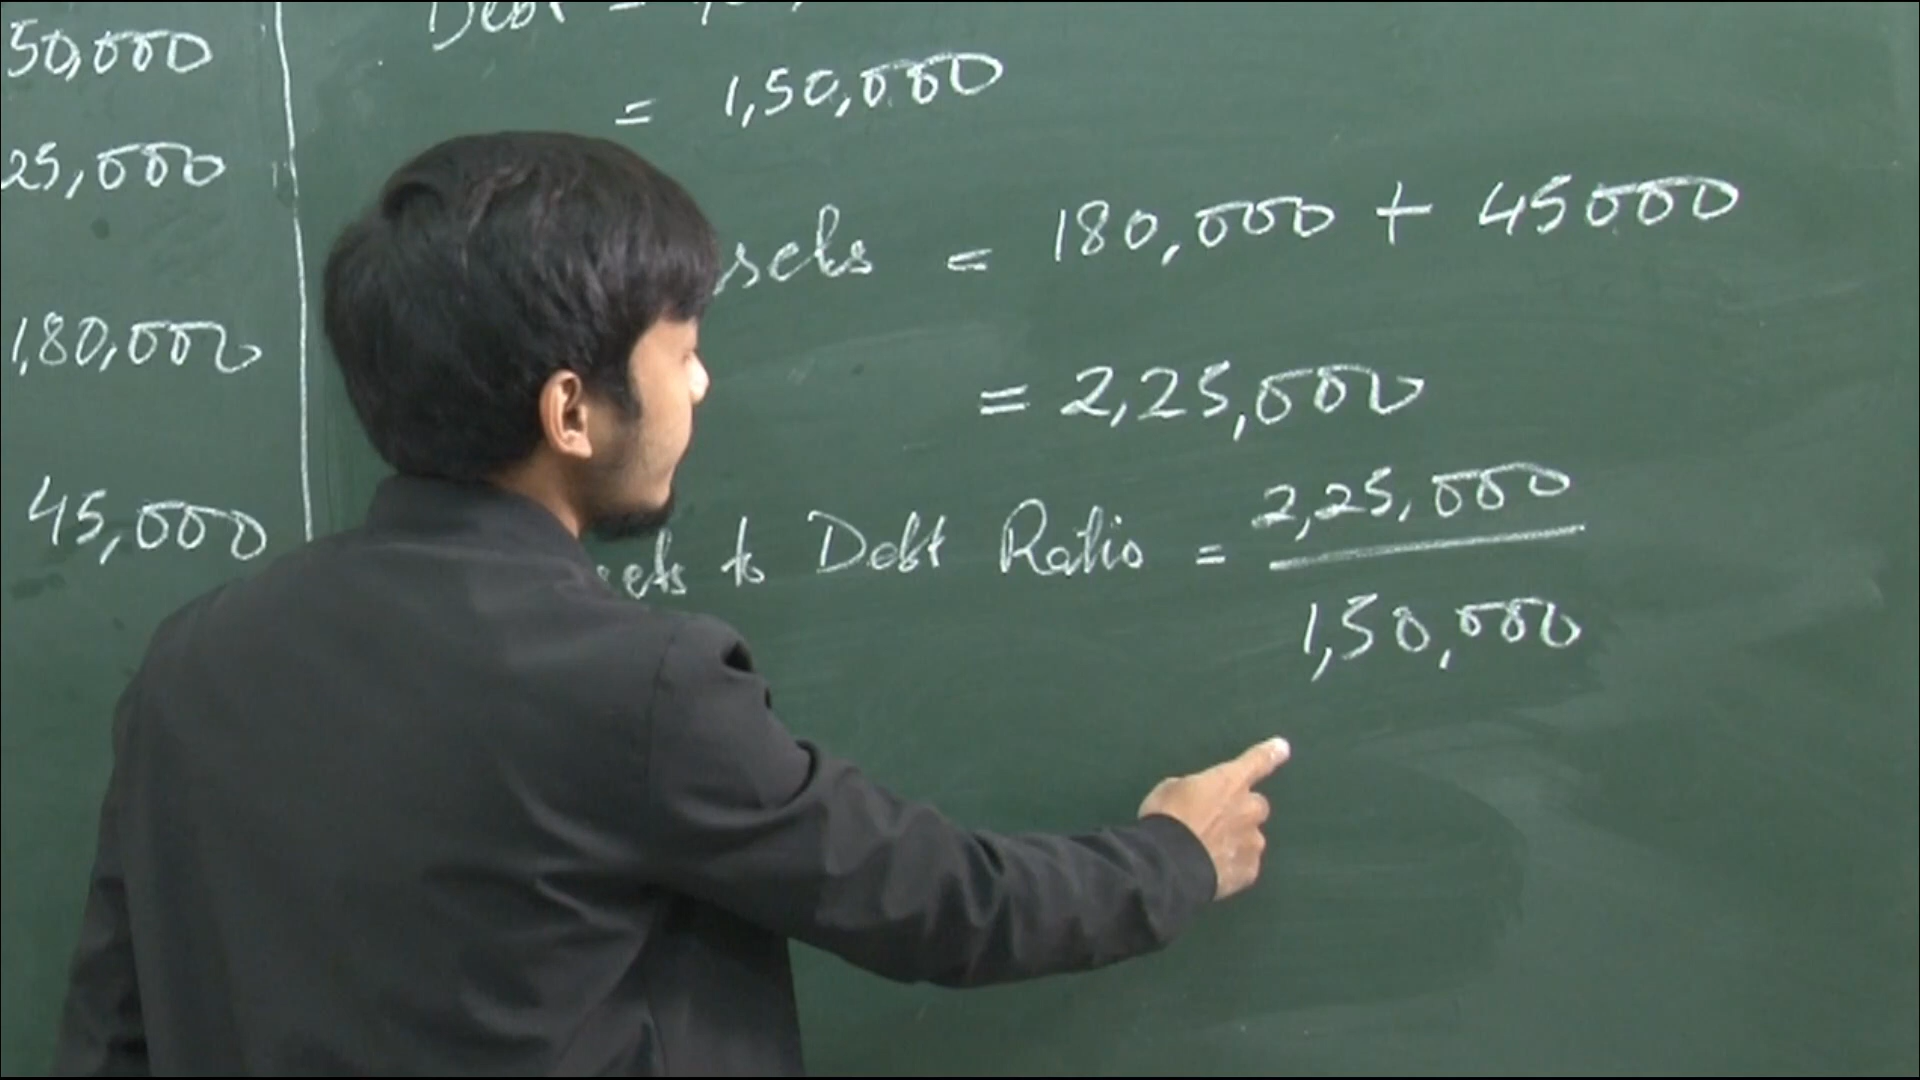 50,000
25,000
1,80,000
45,000
Debt =
= 1,50,000
sets = 180,000 + 45000
= 2,25,000
sets to Debt Ratio = 2,25,000
1,50,000